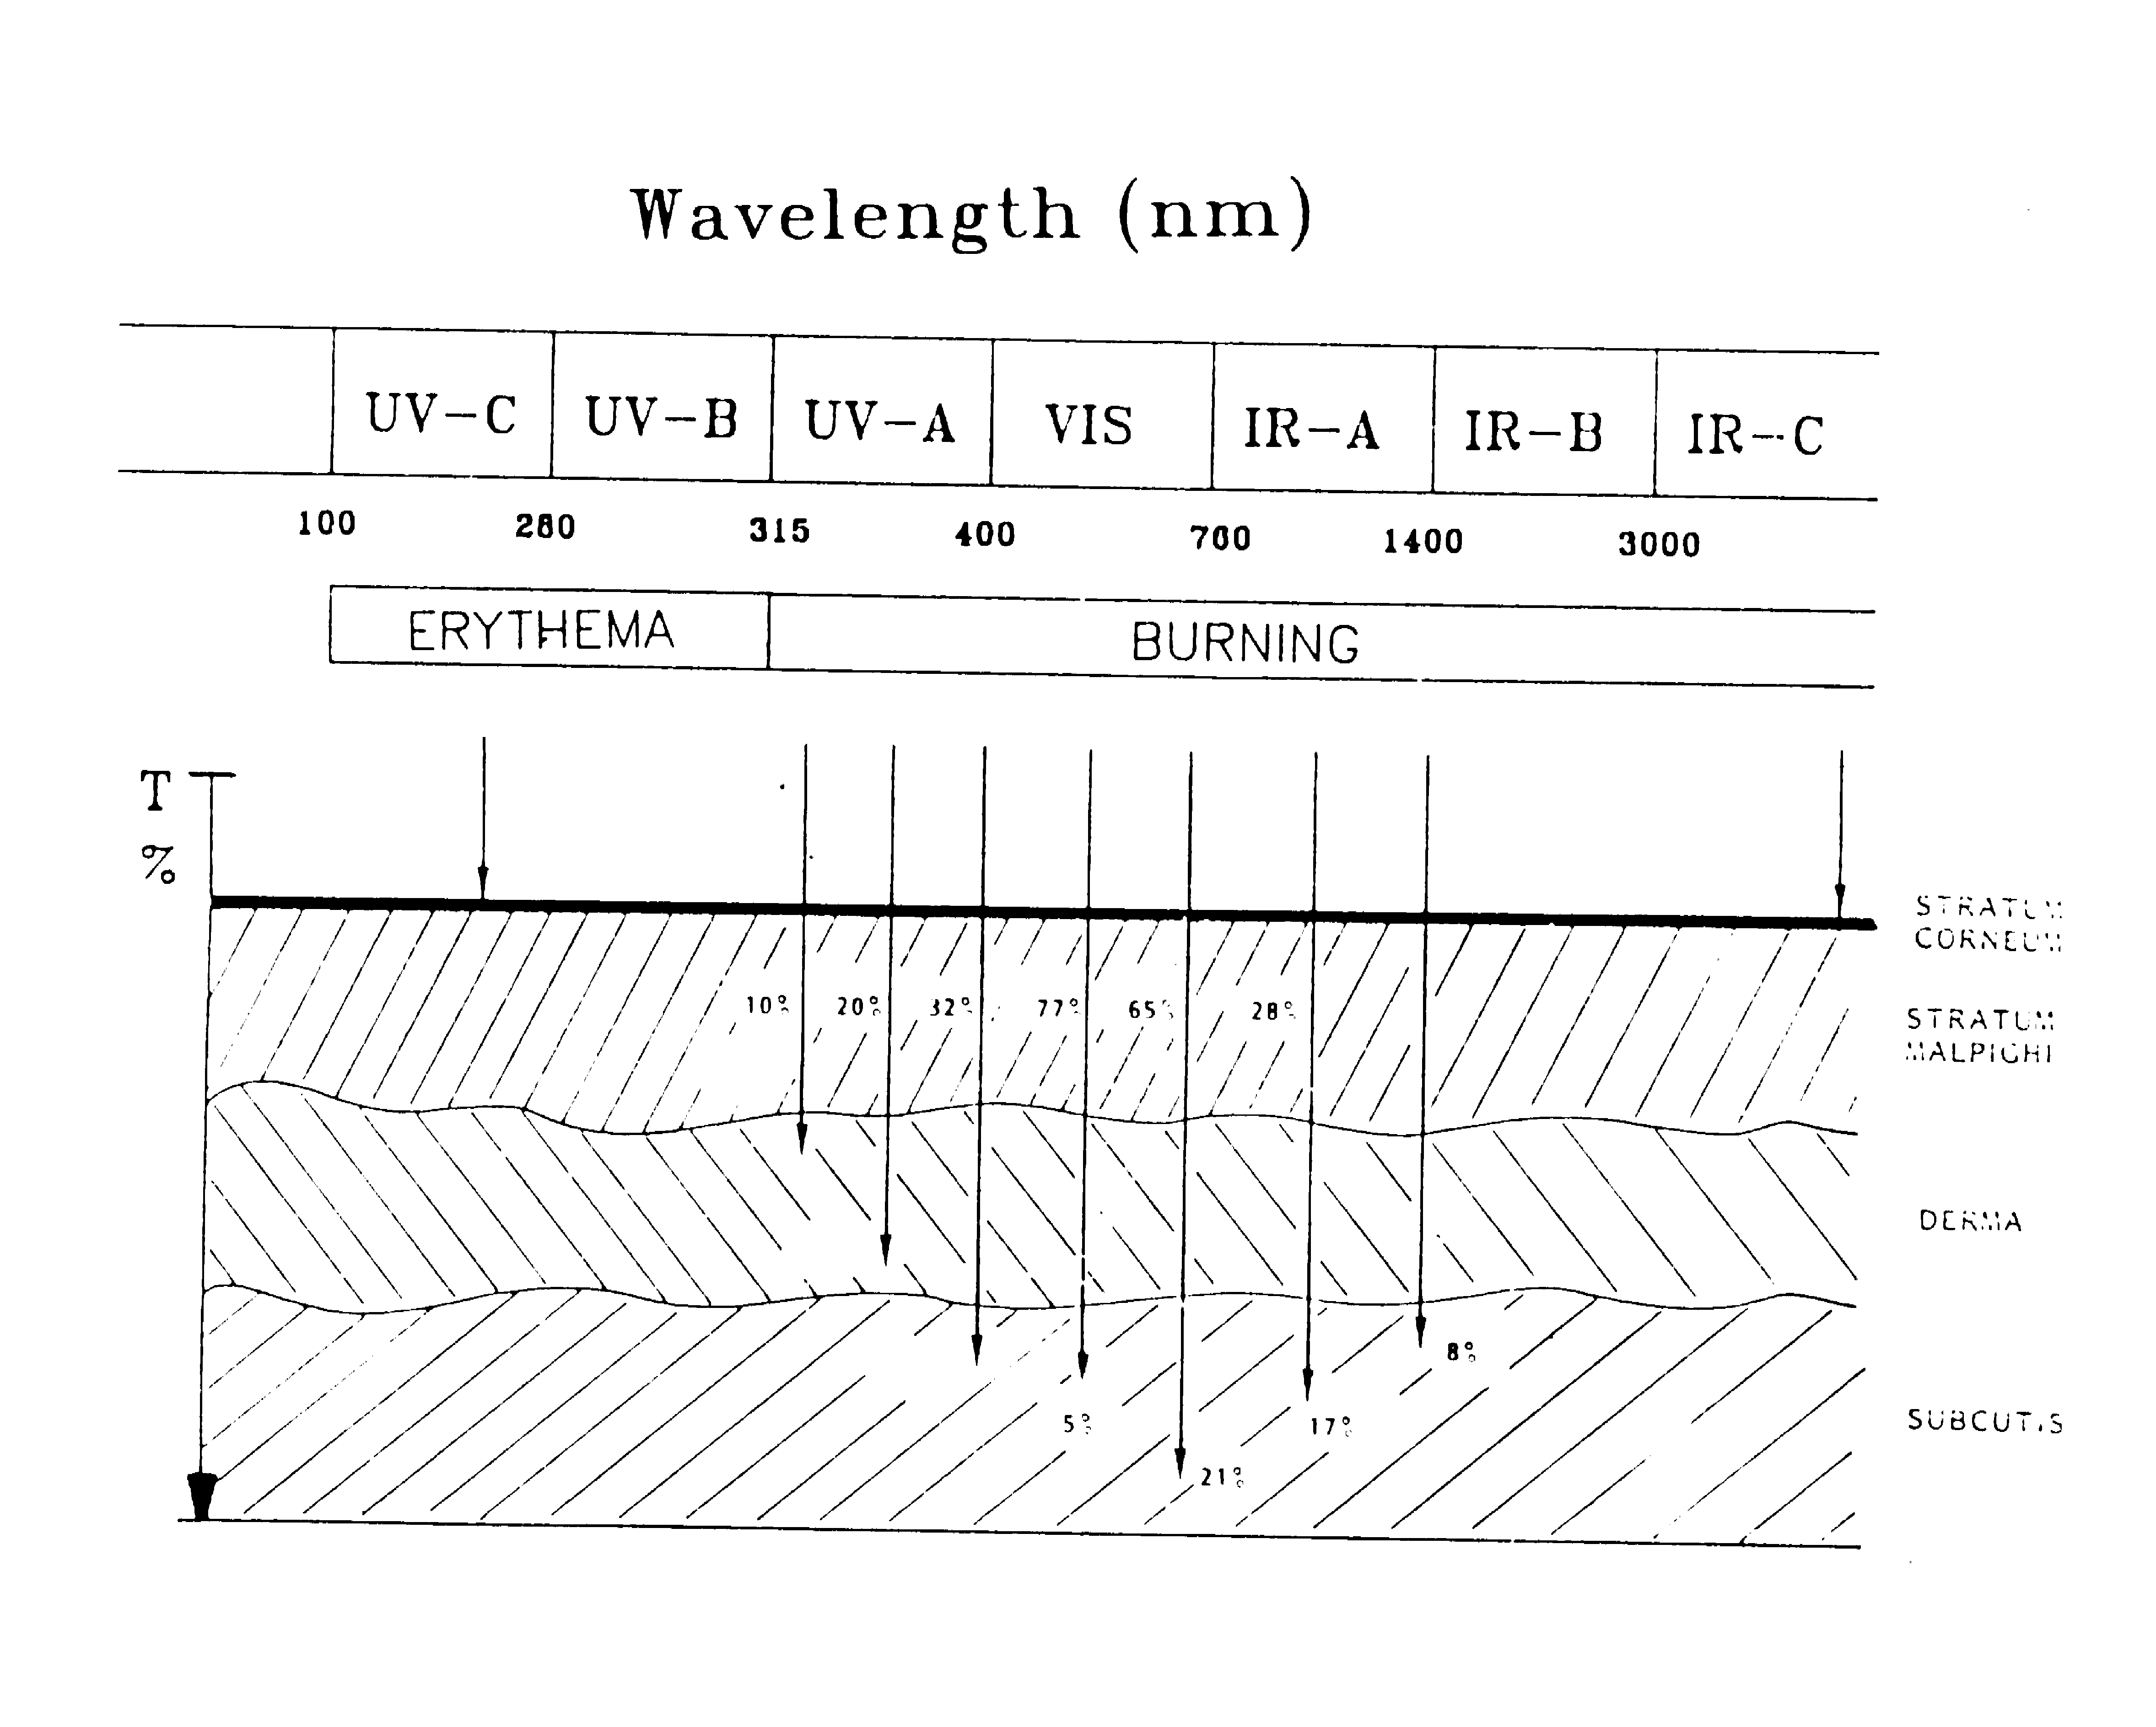 Wavelength (nm)
UV-C UV-B UV-A VIS IR-A IR-B IR-C
100 280 315 400 700 1400 3000
ERYTHEMA BURNING
T
%
STRATUM
CORNEUM
10% 20% 32% 77% 65% 28%
STRATUM
MALPIGHI
DERMA
8%
5% 17%
SUBCUTIS
21%